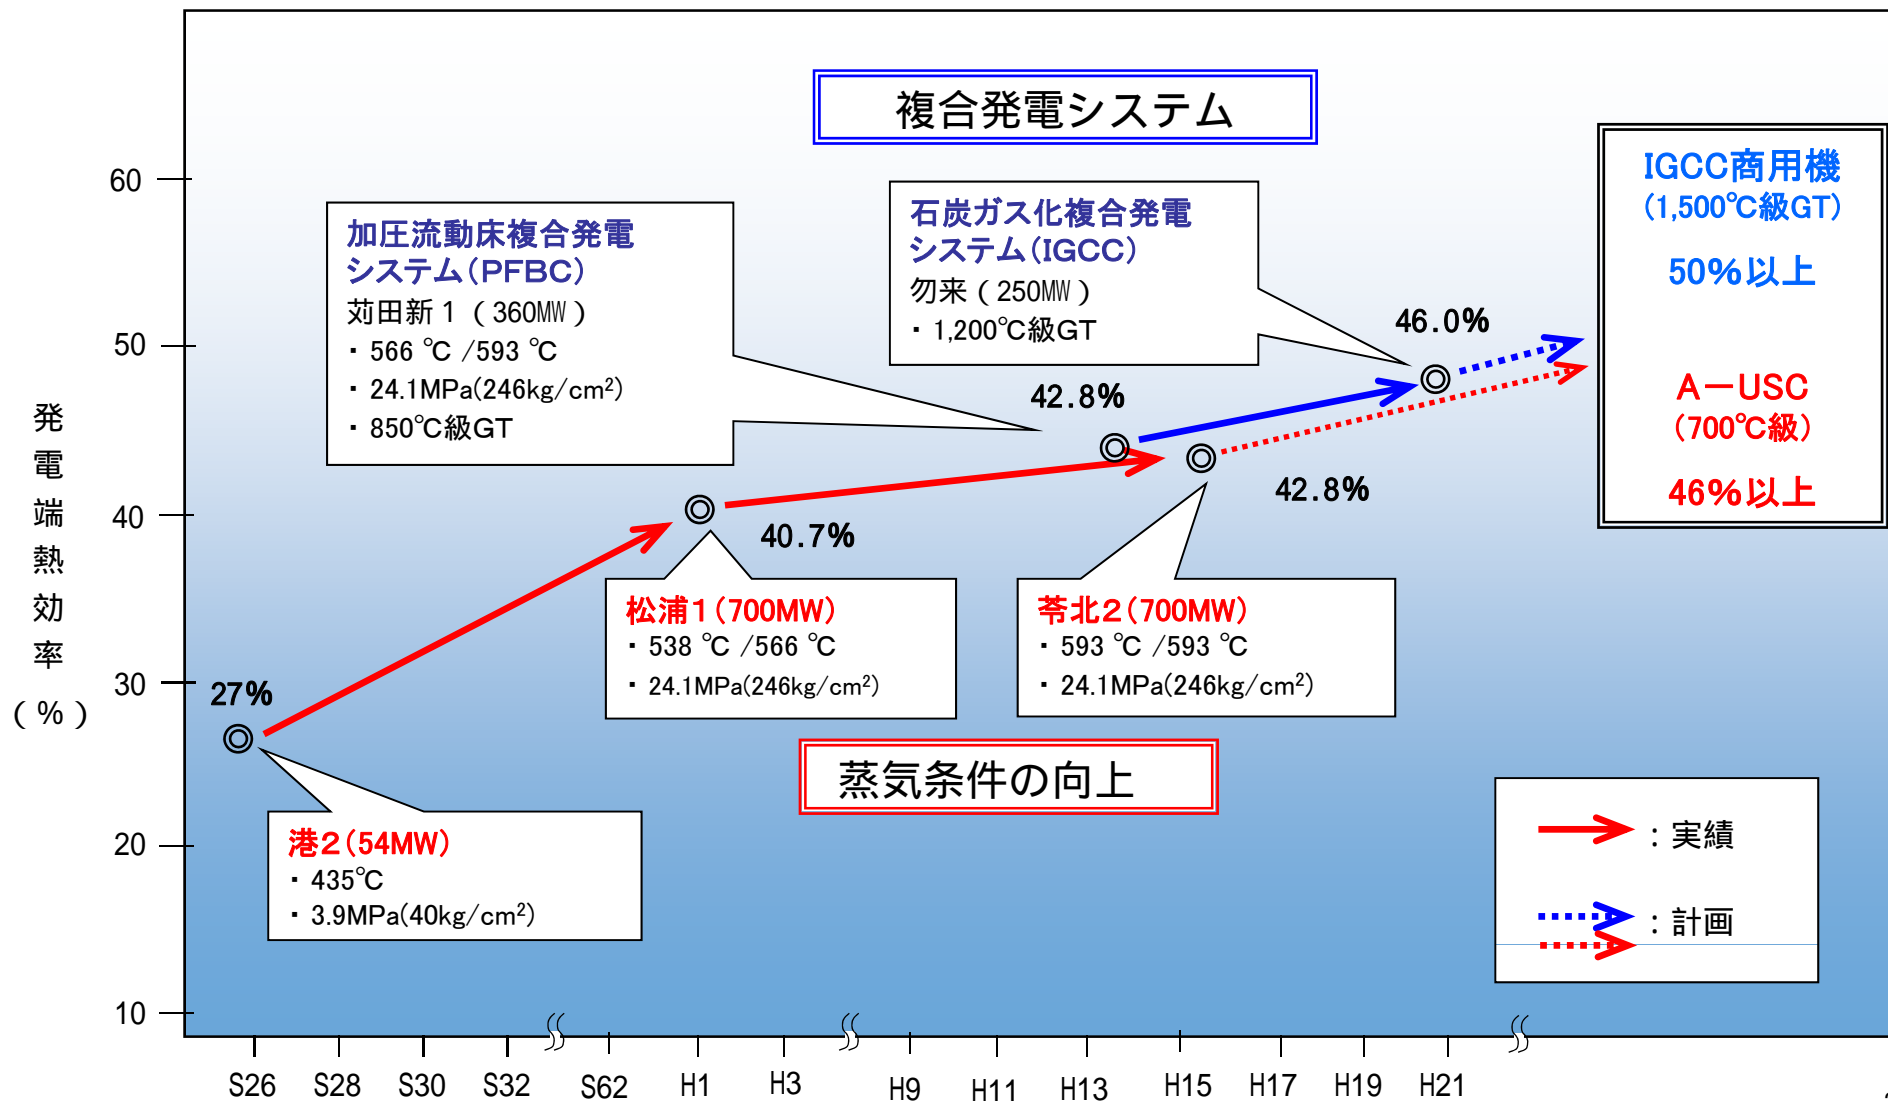 複合発電システム
60
50
40
30
20
10
発電端熱効率
(%)
加圧流動床複合発電
システム(PFBC)
苅田新1(360MW)
・566 ℃ /593 ℃
・24.1MPa(246kg/cm²)
・850℃級GT
石炭ガス化複合発電
システム(IGCC)
勿来(250MW)
・1,200℃級GT
IGCC商用機
(1,500℃級GT)
50%以上
A-USC
(700℃級)
46%以上
46.0%
42.8%
42.8%
40.7%
27%
松浦1(700MW)
・538 ℃ /566 ℃
・24.1MPa(246kg/cm²)
苓北2(700MW)
・593 ℃ /593 ℃
・24.1MPa(246kg/cm²)
蒸気条件の向上
港2(54MW)
・435℃
・3.9MPa(40kg/cm²)
:実績
:計画
S26 S28 S30 S32 S62 H1 H3 H9 H11 H13 H15 H17 H19 H21